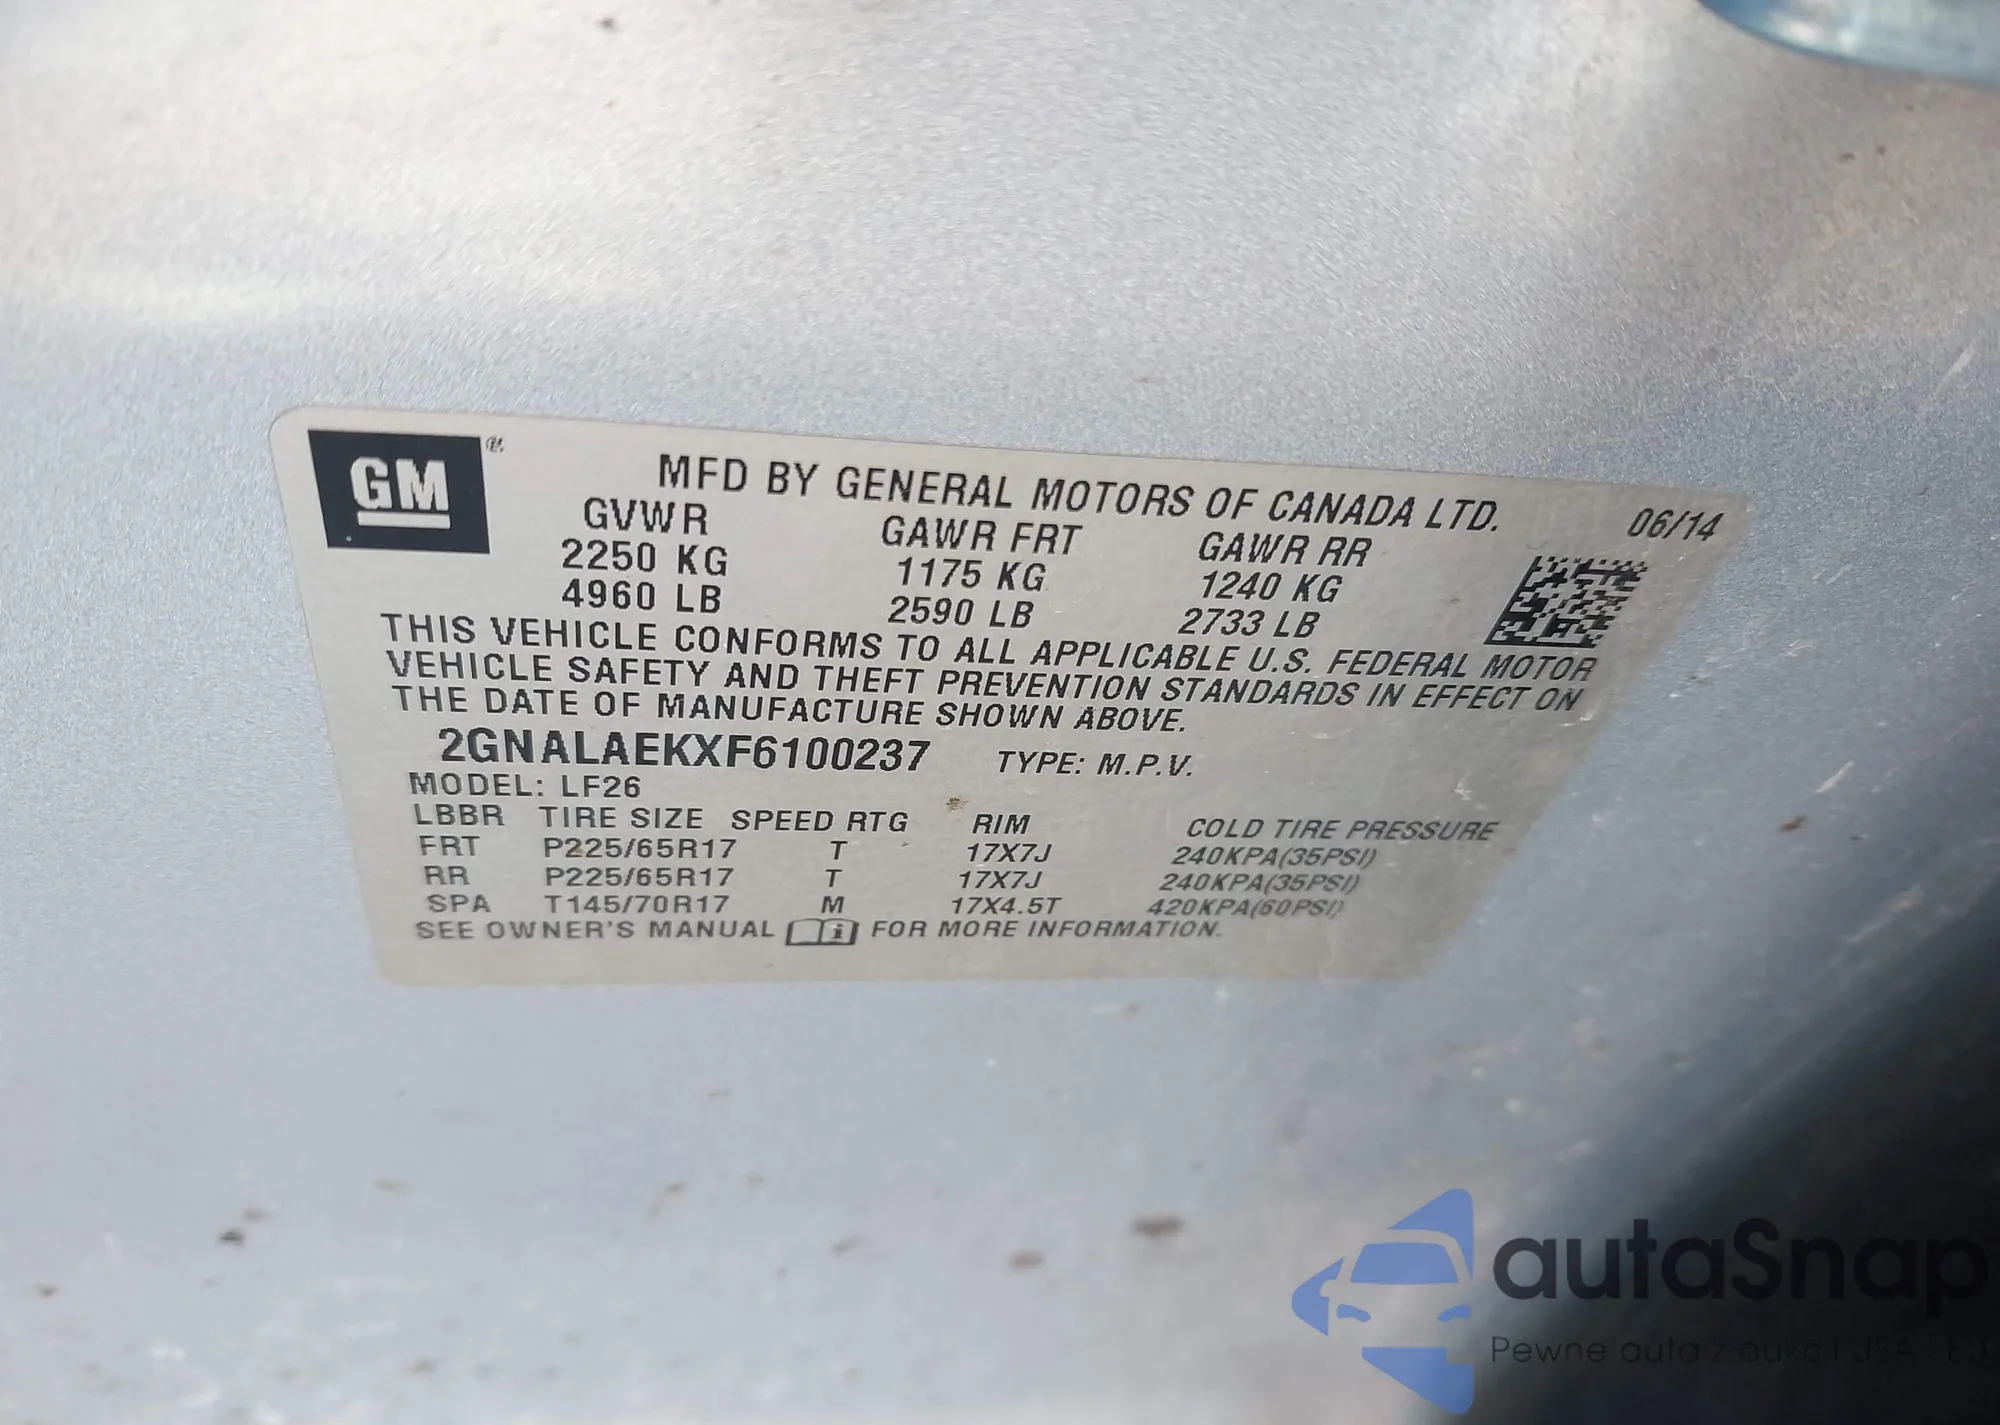 GM ®
MFD BY GENERAL MOTORS OF CANADA LTD.
06/14
GVWR GAWR FRT GAWR RR
2250 KG 1175 KG 1240 KG
4960 LB 2590 LB 2733 LB
THIS VEHICLE CONFORMS TO ALL APPLICABLE U.S. FEDERAL MOTOR
VEHICLE SAFETY AND THEFT PREVENTION STANDARDS IN EFFECT ON
THE DATE OF MANUFACTURE SHOWN ABOVE.
2GNALAEKXF6100237 TYPE: M.P.V.
MODEL: LF26
LBBR TIRE SIZE SPEED RTG RIM COLD TIRE PRESSURE
FRT P225/65R17 T 17X7J 240KPA(35PSI)
RR P225/65R17 T 17X7J 240KPA(35PSI)
SPA T145/70R17 M 17X4.5T 420KPA(60PSI)
SEE OWNER'S MANUAL i FOR MORE INFORMATION.
autaSnap
Pewne auta z aukcji USA